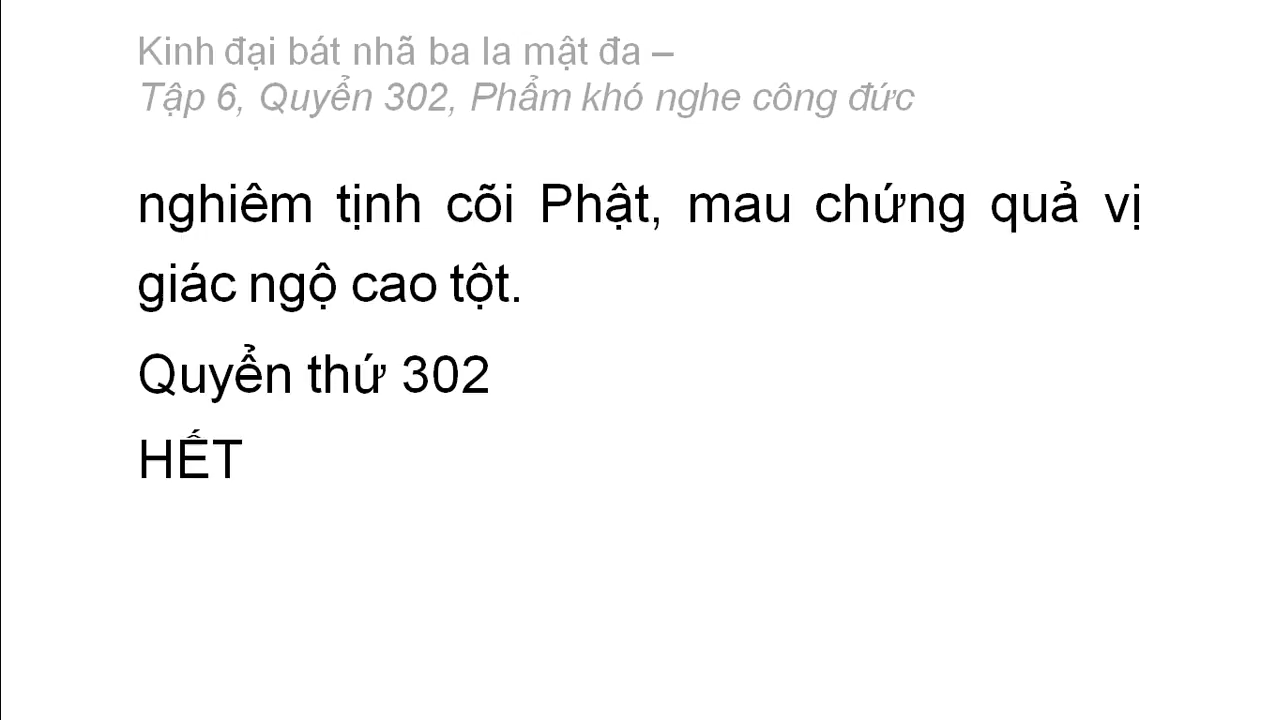 Kinh đại bát nhã ba la mật đa –
Tập 6, Quyển 302, Phẩm khó nghe công đức
nghiêm tịnh cõi Phật, mau chứng quả vị
giác ngộ cao tột.
Quyển thứ 302
HẾT